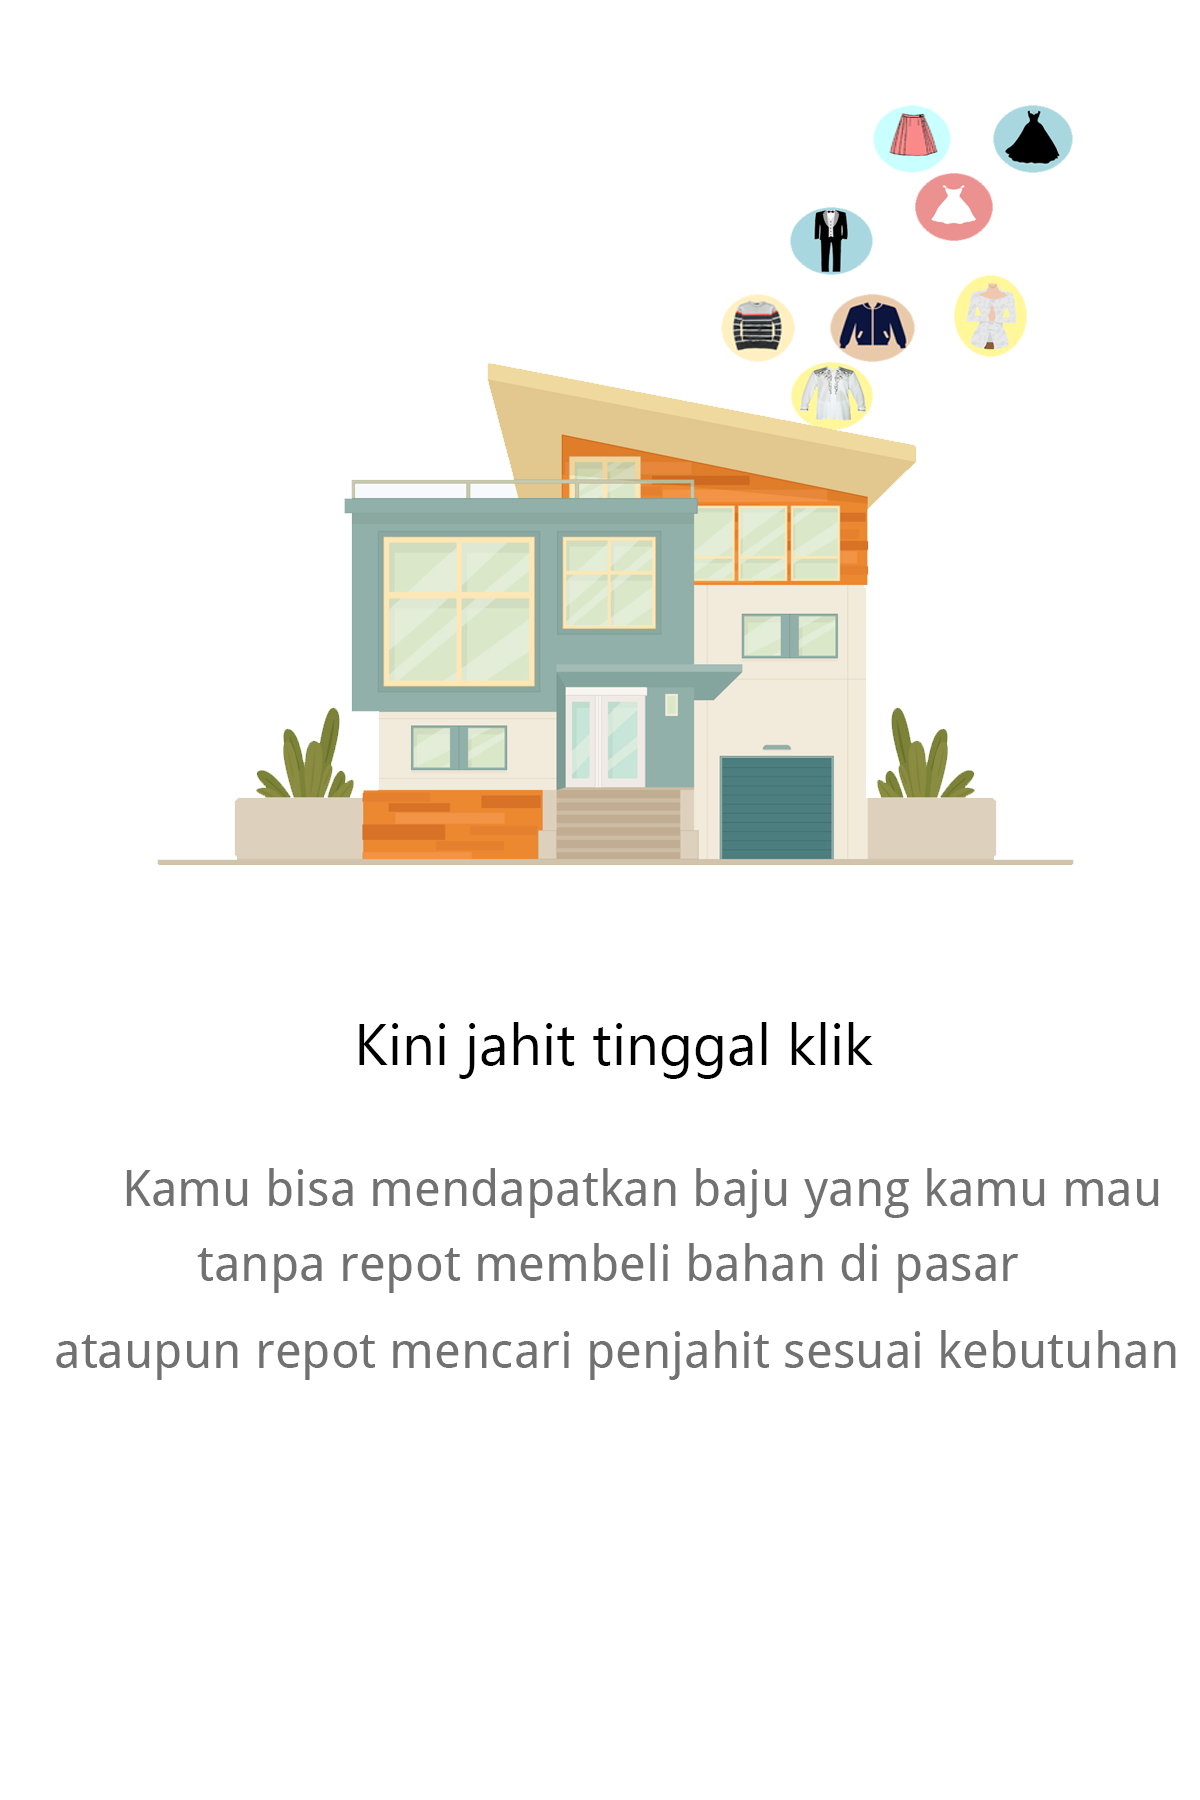 Kini jahit tinggal klik
Kamu bisa mendapatkan baju yang kamu mau
tanpa repot membeli bahan di pasar
ataupun repot mencari penjahit sesuai kebutuhan